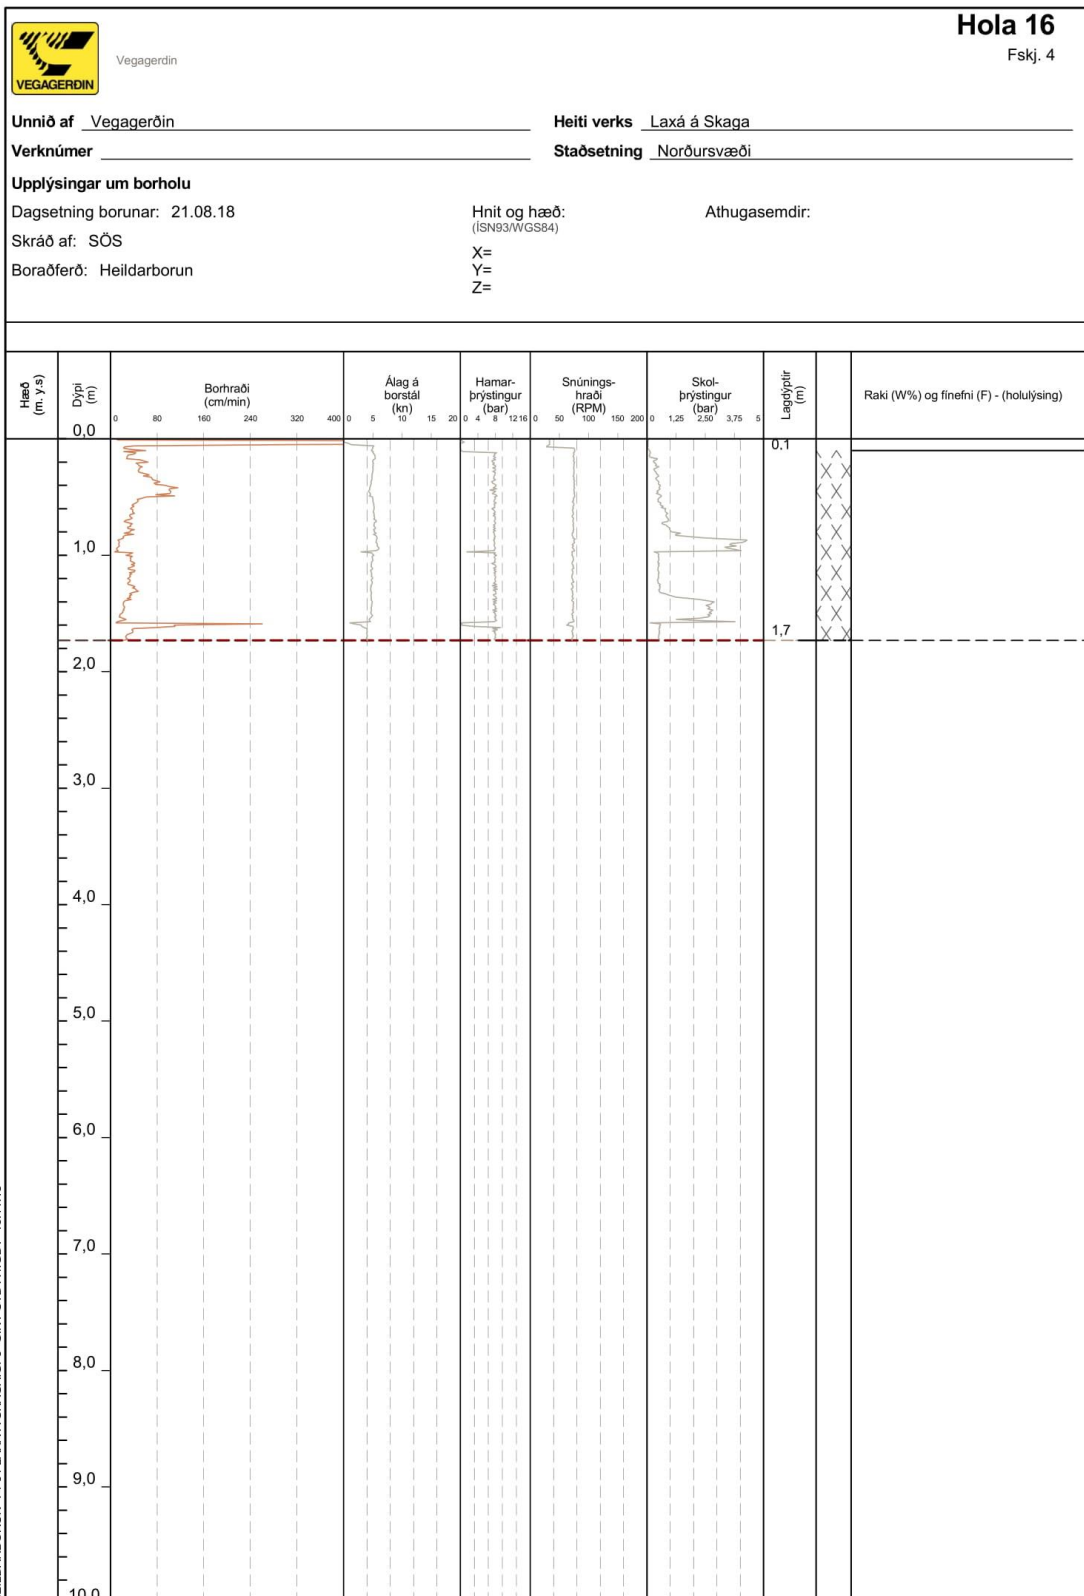 Hola 16
Fskj. 4
VEGAGERÐIN
Vegagerdin
Unnið af Vegagerðin
Heiti verks Laxá á Skaga
Verknúmer
Staðsetning Norðursvæði
Upplýsingar um borholu
Dagsetning borunar: 21.08.18
Hnit og hæð:
Athugasemdir:
(ÍSN93/WGS84)
Skráð af: SÖS
X=
Boraðferð: Heildarborun
Y=
Z=
Hæð
(m. y.s)
Dýpi
(m)
Borhraði
(cm/min)
0 80 160 240 320 400
Álag á
borstál
(kn)
5 10 15 20
Hamar-
þrýstingur
(bar)
0 4 8 12 16
Snúnings-
hraði
(RPM)
0 50 100 150 200
Skol-
þrýstingur
(bar)
0 1,25 2,50 3,75 5
Lagdýptir
(m)
Raki (W%) og fínefni (F) - (holulýsing)
0,0
0,1
1,0
1,7
2,0
3,0
4,0
5,0
6,0
7,0
8,0
9,0
10,0